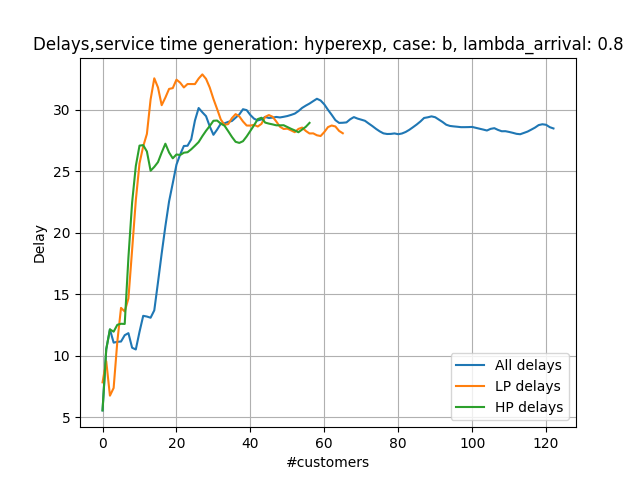 Delays,service time generation: hyperexp, case: b, lambda_arrival: 0.8
30
25
20
15
10
5
Delay
All delays
LP delays
HP delays
0 20 40 60 80 100 120
#customers